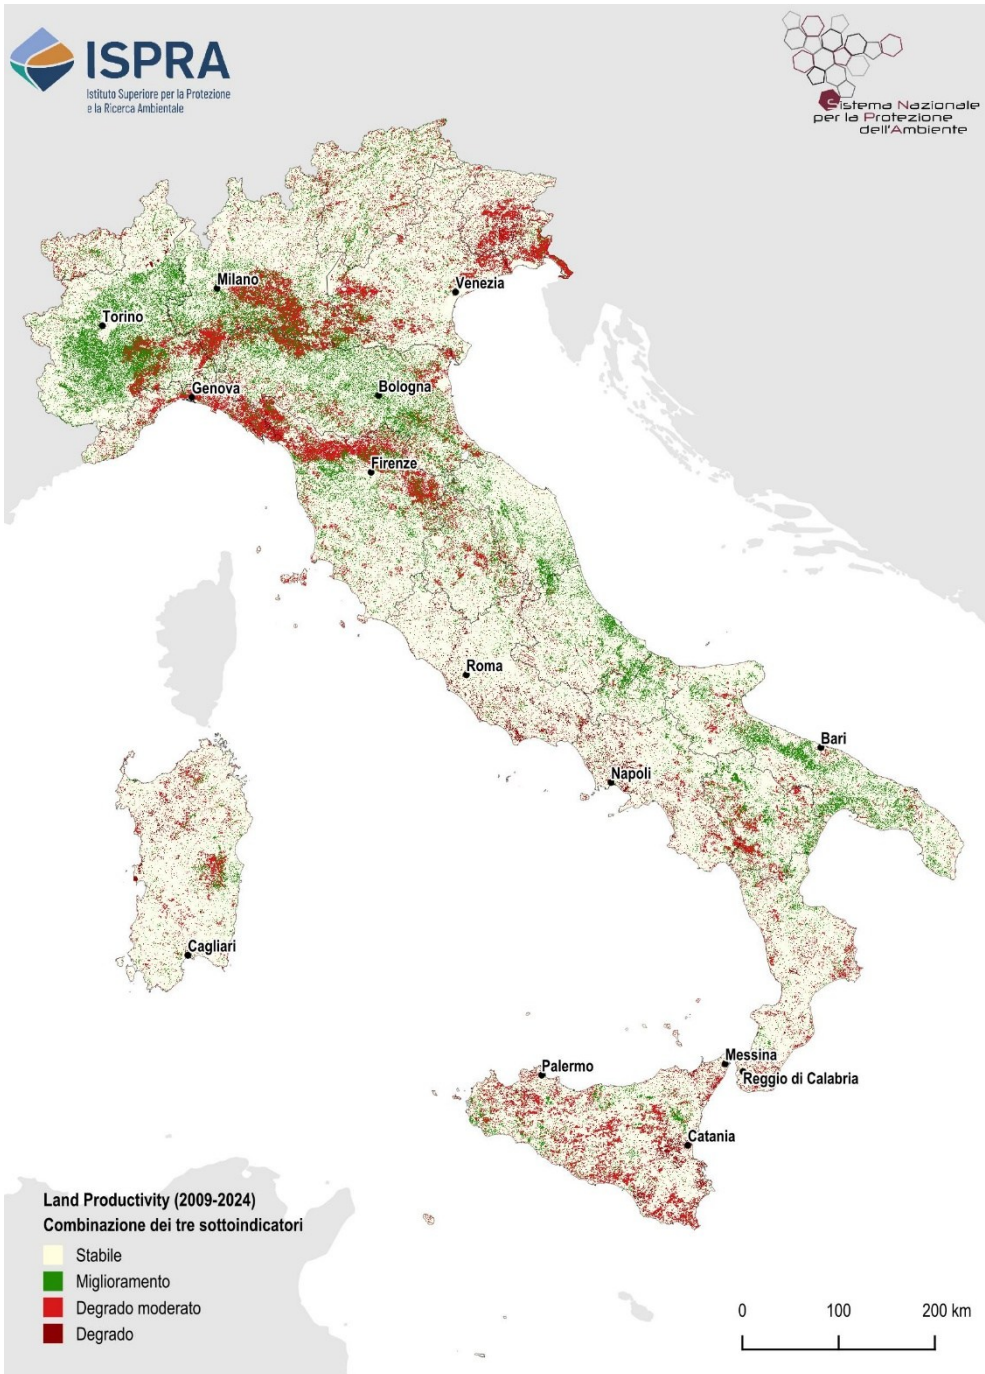 ISPRA
Istituto Superiore per la Protezione
e la Ricerca Ambientale
Sistema Nazionale
per la Protezione
dell'Ambiente
Milano
Venezia
Torino
Genova
Bologna
Firenze
Roma
Bari
Napoli
Cagliari
Messina
Palermo
Reggio di Calabria
Catania
Land Productivity (2009-2024)
Combinazione dei tre sottoindicatori
Stabile
Miglioramento
Degrado moderato
Degrado
0 100 200 km